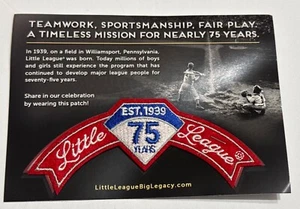 TEAMWORK, SPORTSMANSHIP, FAIR PLAY.
A TIMELESS MISSION FOR NEARLY 75 YEARS.
In 1939, on a field in Williamsport, Pennsylvania,
Little League® was born. Today millions of boys
and girls still experience the program that has
continued to develop major league people for
seventy-five years.
Share in our celebration
by wearing this patch!
EST. 1939
Little 75 League
YEARS
LittleLeagueBigLegacy.com